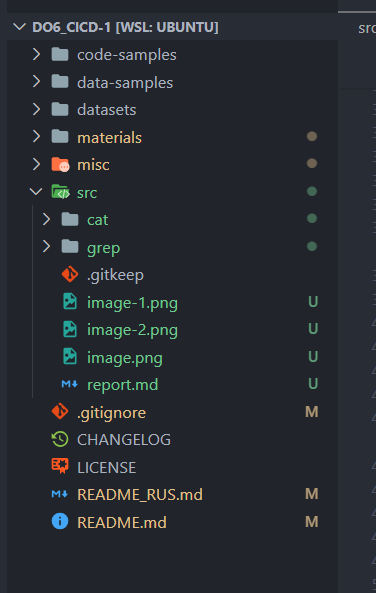 DO6_CICD-1 [WSL: UBUNTU]
src
code-samples
data-samples
datasets
materials
misc
src
cat
grep
.gitkeep
image-1.png U
image-2.png U
image.png U
report.md U
.gitignore M
CHANGELOG
LICENSE
README_RUS.md M
README.md M